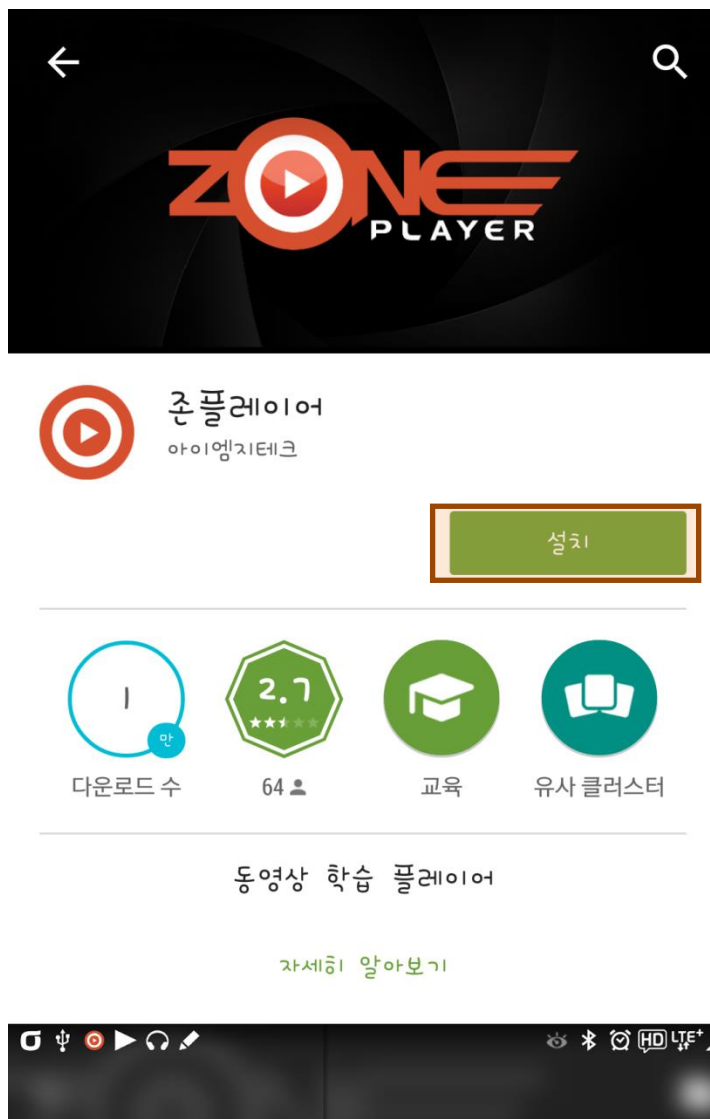 ZONE
PLAYER
존플레이어
아이엠지테크
설치
1
만
2.7
다운로드 수
64
교육
유사 클러스터
동영상 학습 플레이어
자세히 알아보기
HD LTE+